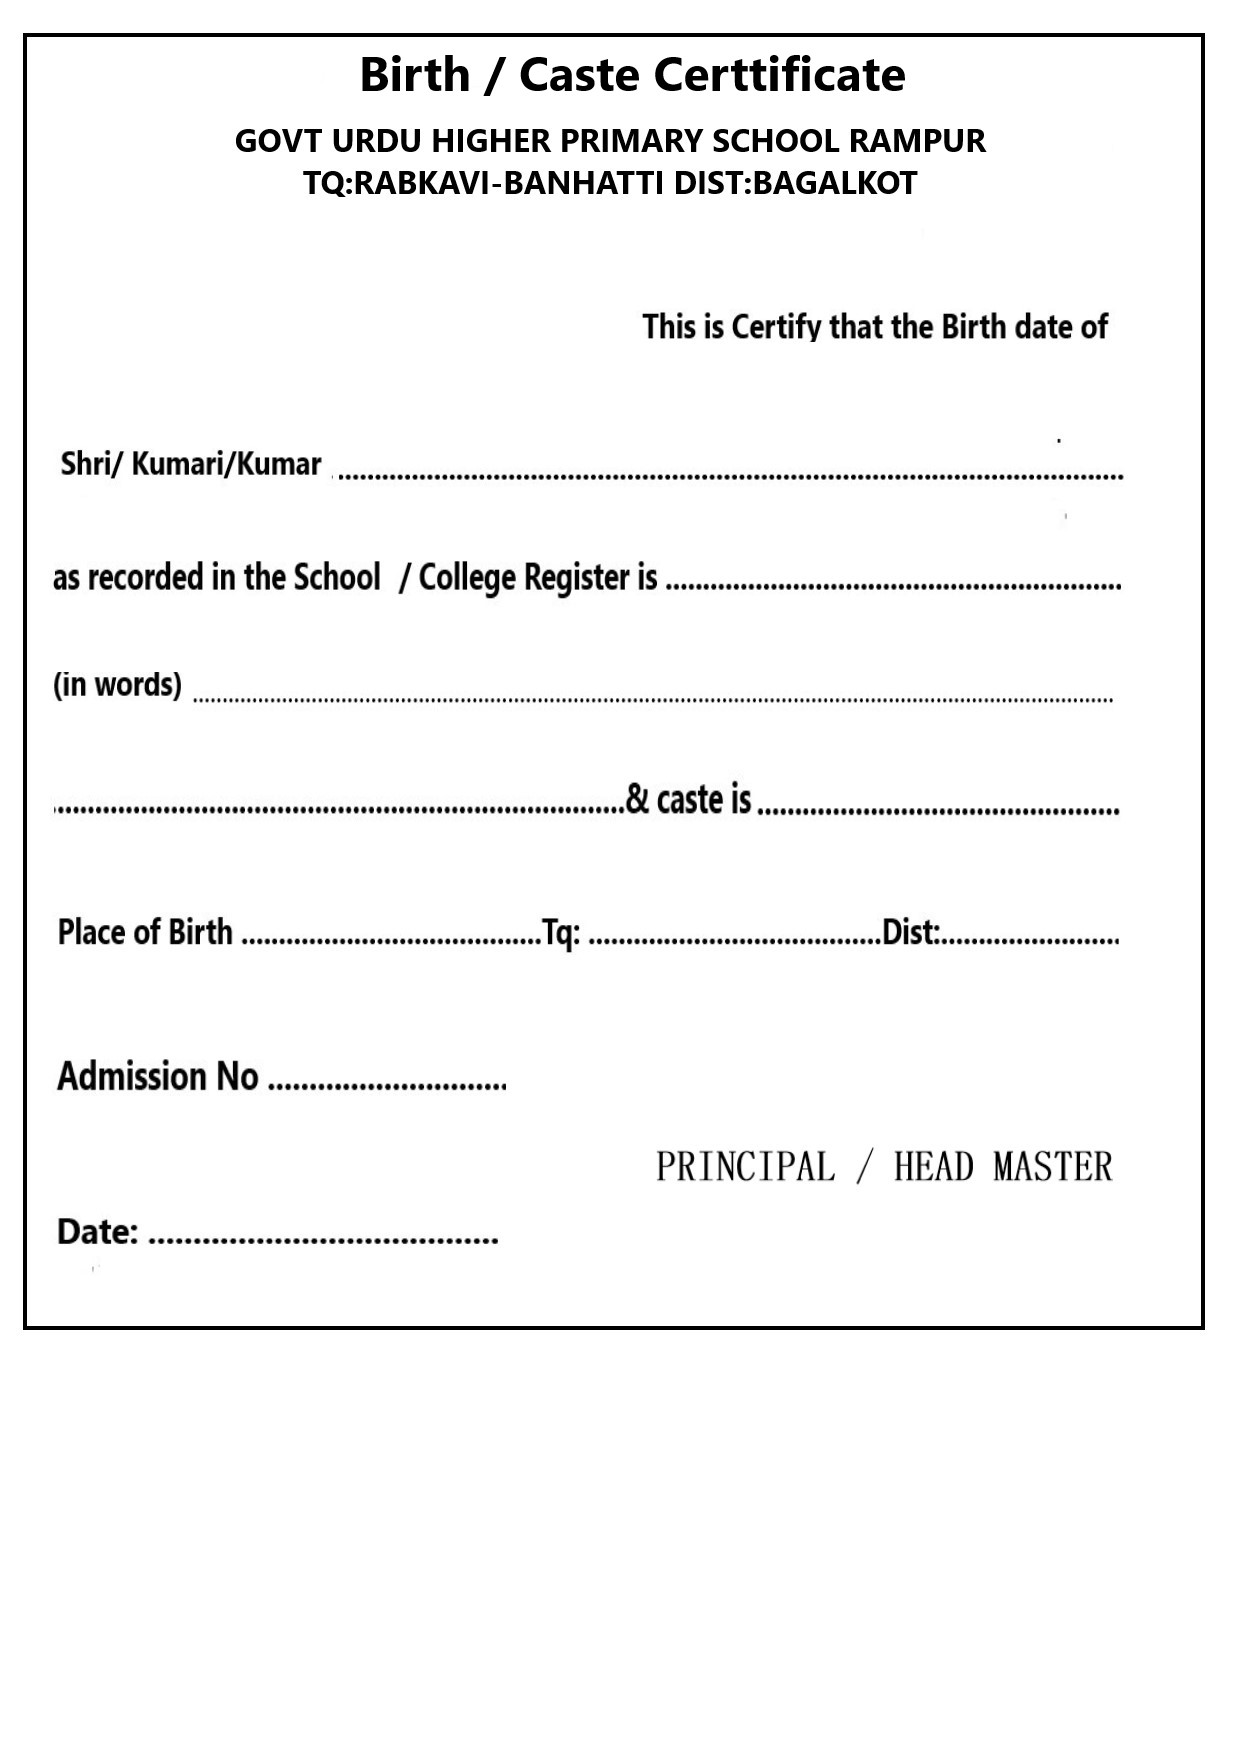 Birth / Caste Certtificate
GOVT URDU HIGHER PRIMARY SCHOOL RAMPUR
TQ:RABKAVI-BANHATTI DIST:BAGALKOT
This is Certify that the Birth date of
Shri/ Kumari/Kumar ........................................................................................
as recorded in the School / College Register is ............................................................
(in words) ........................................................................................................................
............................................................................& caste is ................................................
Place of Birth ........................................Tq: .......................................Dist:........................
Admission No .............................
PRINCIPAL / HEAD MASTER
Date: .......................................